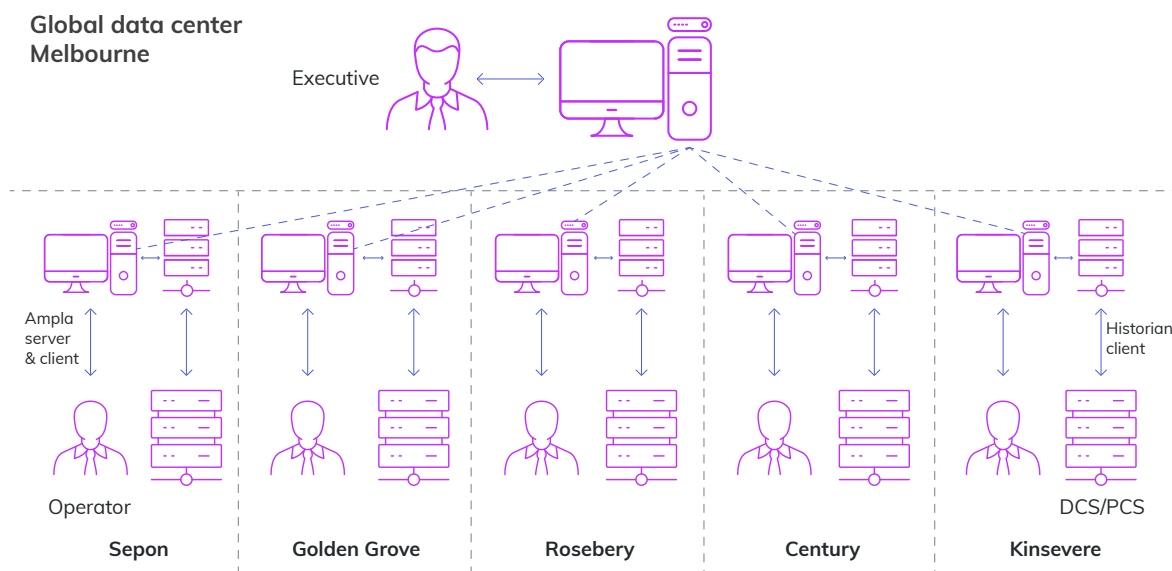 Global data center
Melbourne
Executive
Ampla
server
& client
Historian
client
Operator
DCS/PCS
Sepon
Golden Grove
Rosebery
Century
Kinsevere